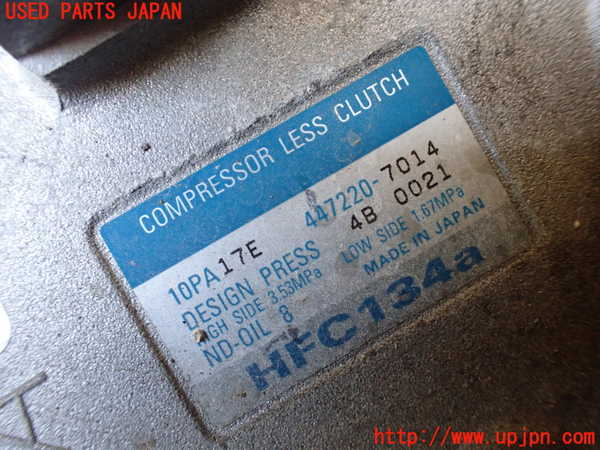 USED PARTS JAPAN
COMPRESSOR LESS CLUTCH
10PA17E 447220-7014
DESIGN PRESS 4B 0021
HIGH SIDE 3.53MPa LOW SIDE 1.67MPa
ND-OIL 8 MADE IN JAPAN
HFC134a
http://www.upjpn.com/